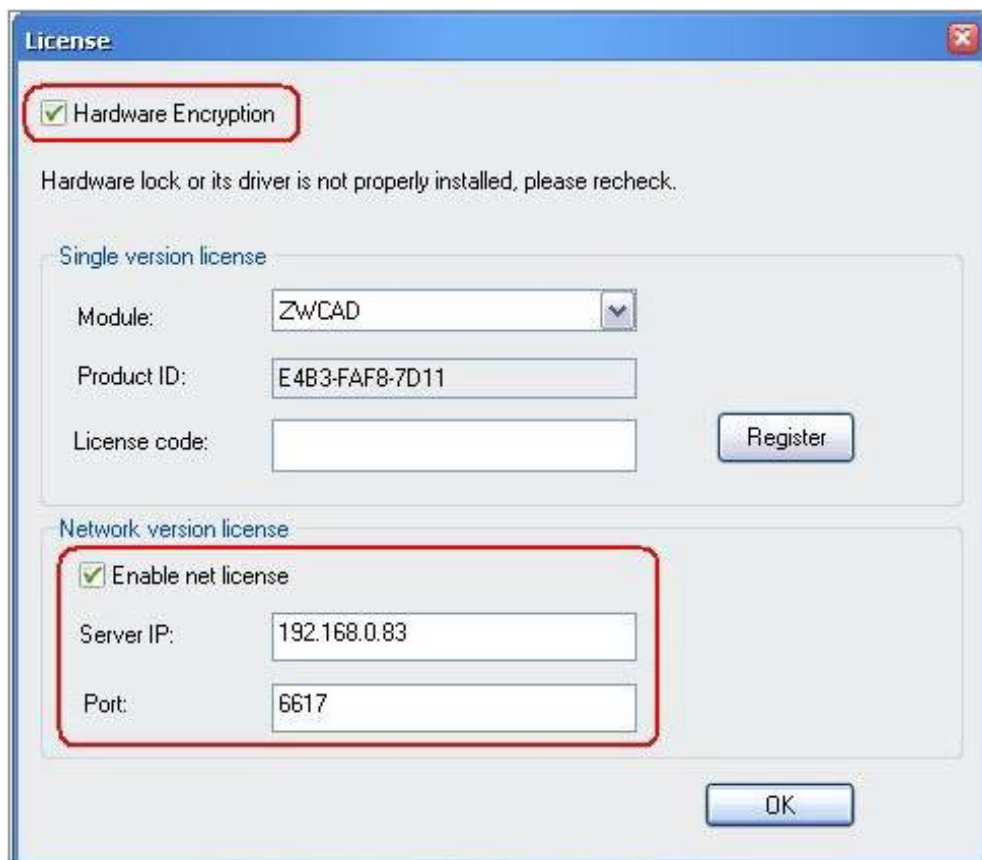 License
Hardware Encryption
Hardware lock or its driver is not properly installed, please recheck.
Single version license
Module: ZWCAD
Product ID: E4B3-FAF8-7D11
License code:
Register
Network version license
Enable net license
Server IP: 192.168.0.83
Port: 6617
OK